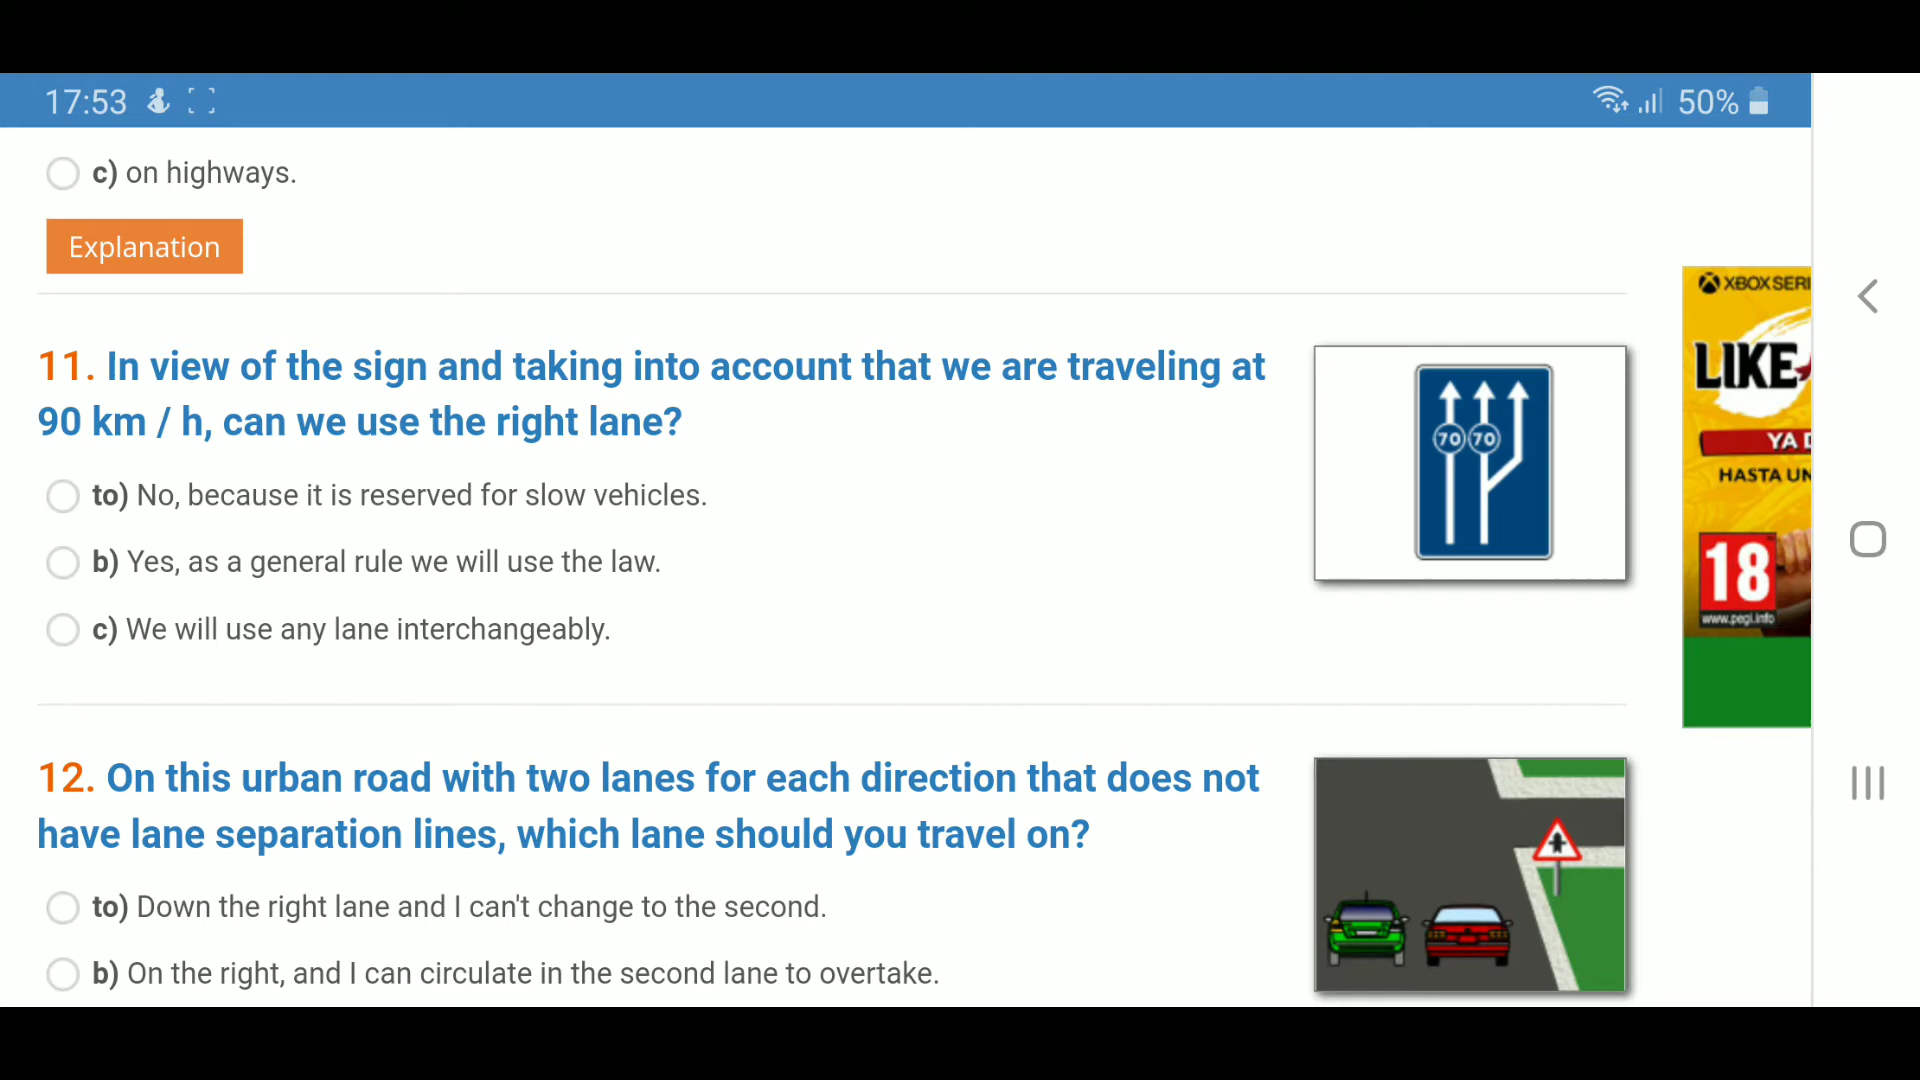 17:53
50%
c) on highways.
Explanation
XBOX SERI
LIKE
YA
HASTA UN
18
www.pegi.info
11. In view of the sign and taking into account that we are traveling at
90 km / h, can we use the right lane?
70 70
to) No, because it is reserved for slow vehicles.
b) Yes, as a general rule we will use the law.
c) We will use any lane interchangeably.
12. On this urban road with two lanes for each direction that does not
have lane separation lines, which lane should you travel on?
to) Down the right lane and I can't change to the second.
b) On the right, and I can circulate in the second lane to overtake.